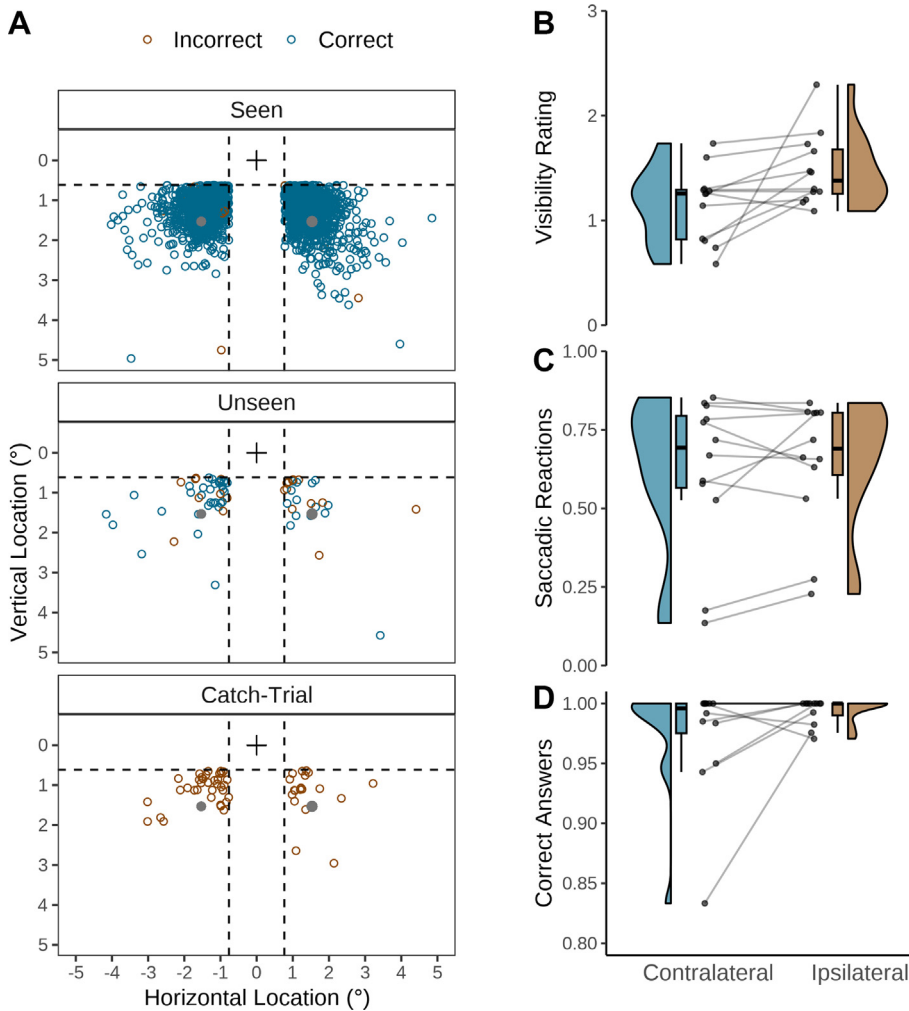 A
Incorrect Correct
Seen
0
1
2
3
4
5
Unseen
0
1
2
3
4
5
Catch-Trial
0
1
2
3
4
5
-5 -4 -3 -2 -1 0 1 2 3 4 5
Horizontal Location (°)
Vertical Location (°)
B
Visibility Rating
3
2
1
0
C
Saccadic Reactions
1.00
0.75
0.50
0.25
0.00
D
Correct Answers
1.00
0.95
0.90
0.85
0.80
Contralateral Ipsilateral